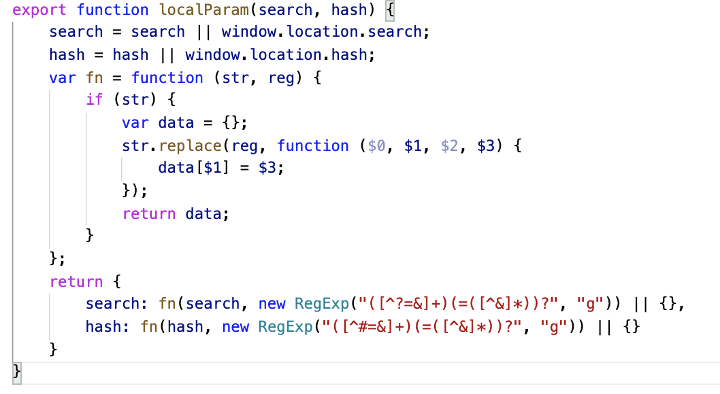 export function localParam(search, hash) {
    search = search || window.location.search;
    hash = hash || window.location.hash;
    var fn = function (str, reg) {
        if (str) {
            var data = {};
            str.replace(reg, function ($0, $1, $2, $3) {
                data[$1] = $3;
            });
            return data;
        }
    };
    return {
        search: fn(search, new RegExp("([^?=&]+)(=([^&]*))?", "g")) || {},
        hash: fn(hash, new RegExp("([^#=&]+)(=([^&]*))?", "g")) || {}
    }
}